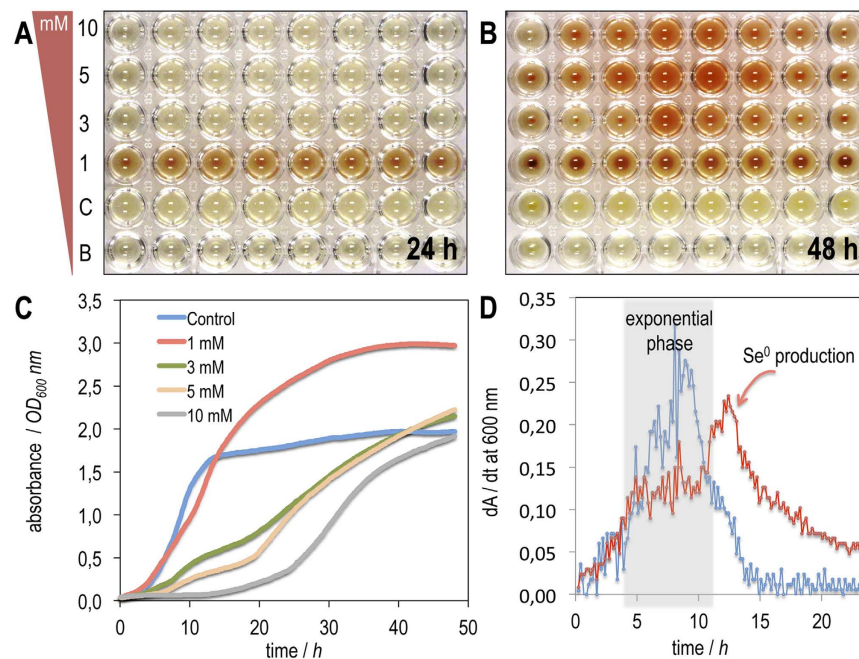 A
mM
10
5
3
1
C
B
24 h
B
48 h
C
3,5
3,0
2,5
2,0
1,5
1,0
0,5
0,0
absorbance / OD600 nm
Control
1 mM
3 mM
5 mM
10 mM
0
10
20
30
40
50
time / h
D
0,35
0,30
0,25
0,20
0,15
0,10
0,05
0,00
dA / dt at 600 nm
exponential
phase
Se⁰ production
0
5
10
15
20
time / h